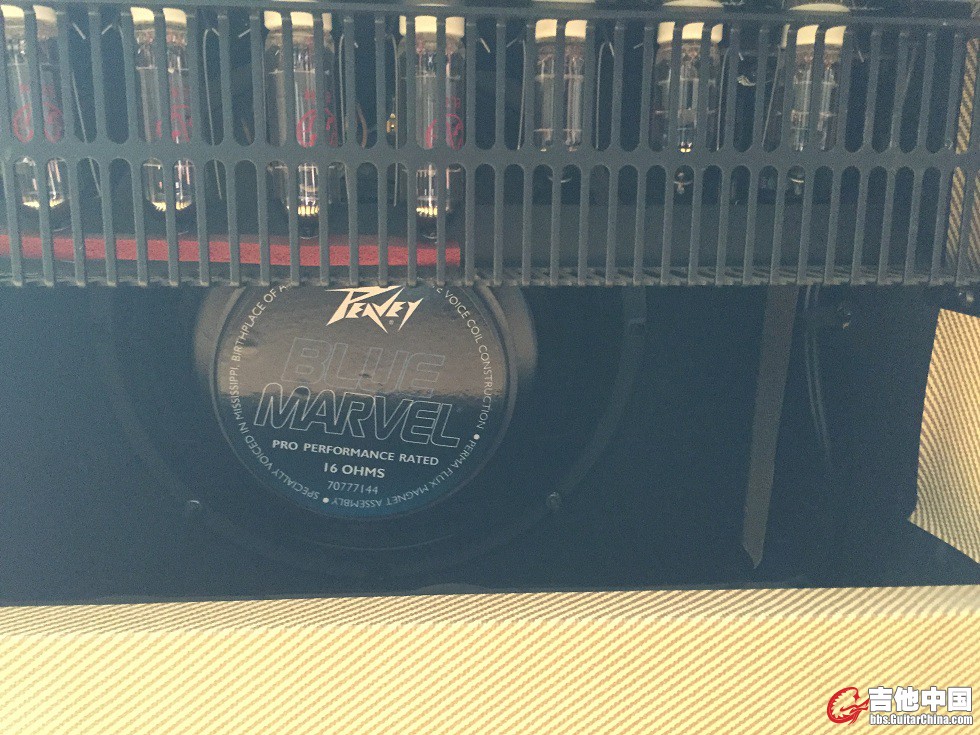 PEAVEY
®
BLUE
MARVEL
PRO PERFORMANCE RATED
16 OHMS
70777144
SPECIALLY VOICED IN MISSISSIPPI, BIRTHPLACE OF
VOICE COIL CONSTRUCTION • PERMA FLUX MAGNET ASSEMBLY •
吉他中国
bbs.GuitarChina.com